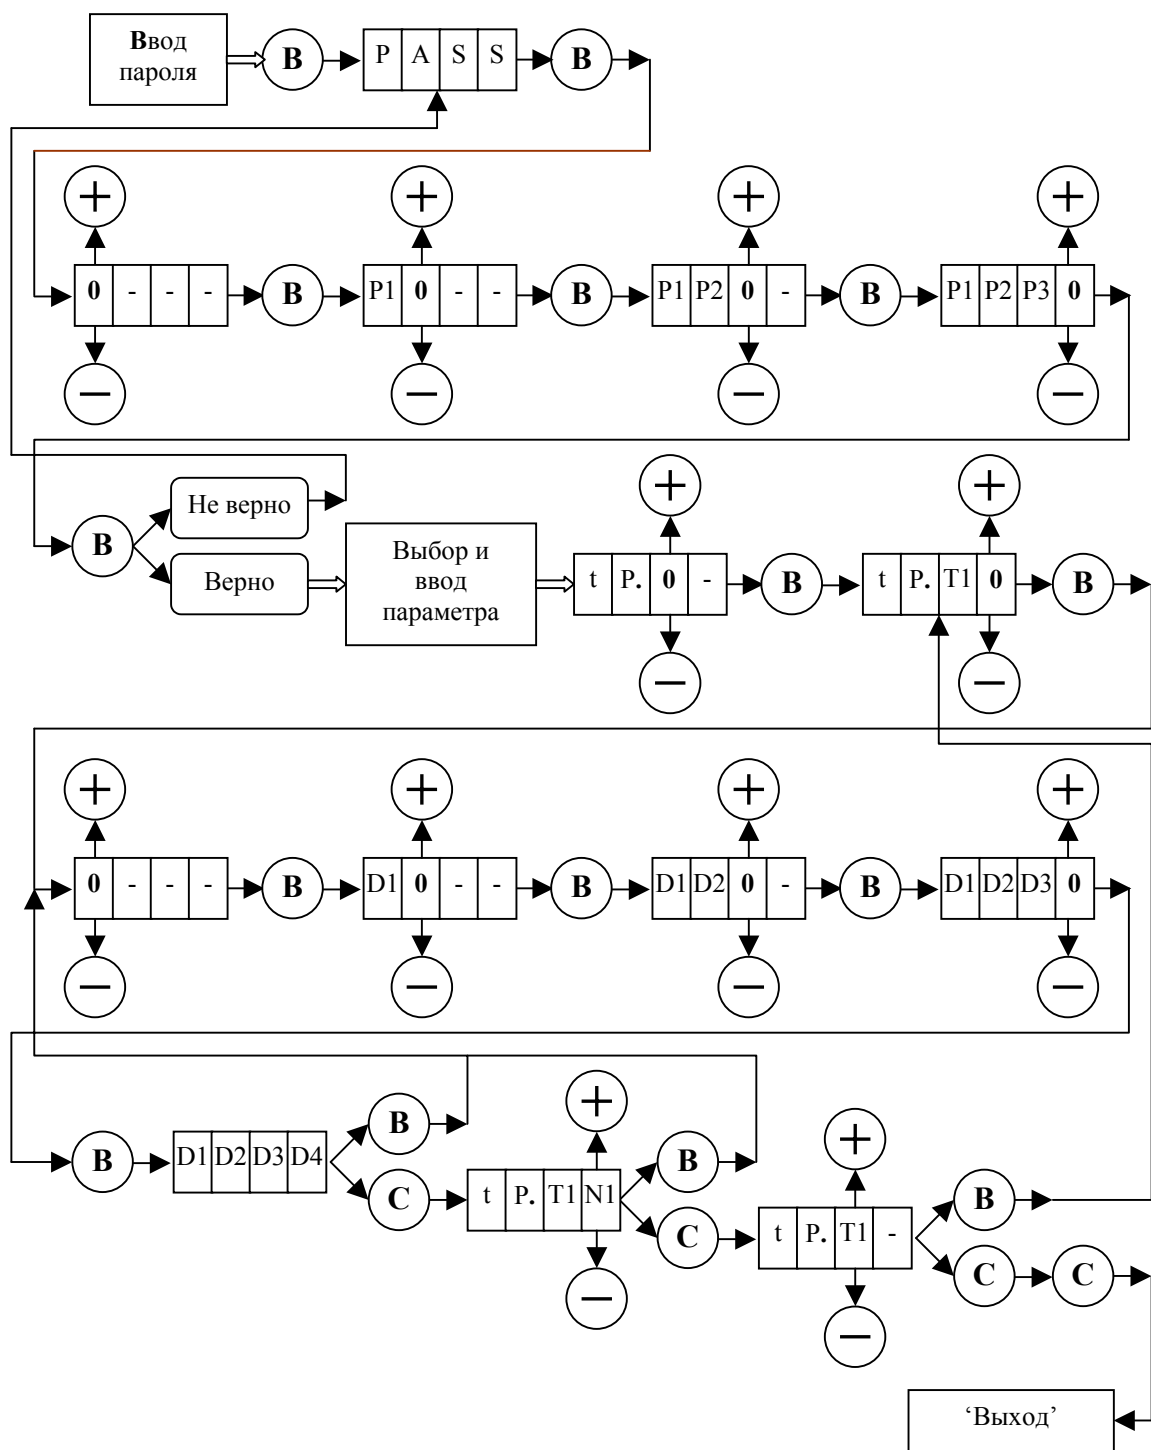 Ввод
пароля
В
P A S S
В
+ + + +
0 - - -
В
P1 0 - -
В
P1 P2 0 -
В
P1 P2 P3 0
− − − −
+ +
Не верно
В
Верно
Выбор и
ввод
параметра
t P. 0 -
В
t P. T1 0
В
− −
+ + + +
0 - - -
В
D1 0 - -
В
D1 D2 0 -
В
D1 D2 D3 0
− − − −
В
D1 D2 D3 D4
В
С
+
t P. T1 N1
−
В
С
+
t P. T1 -
−
В
С С
‘Выход’